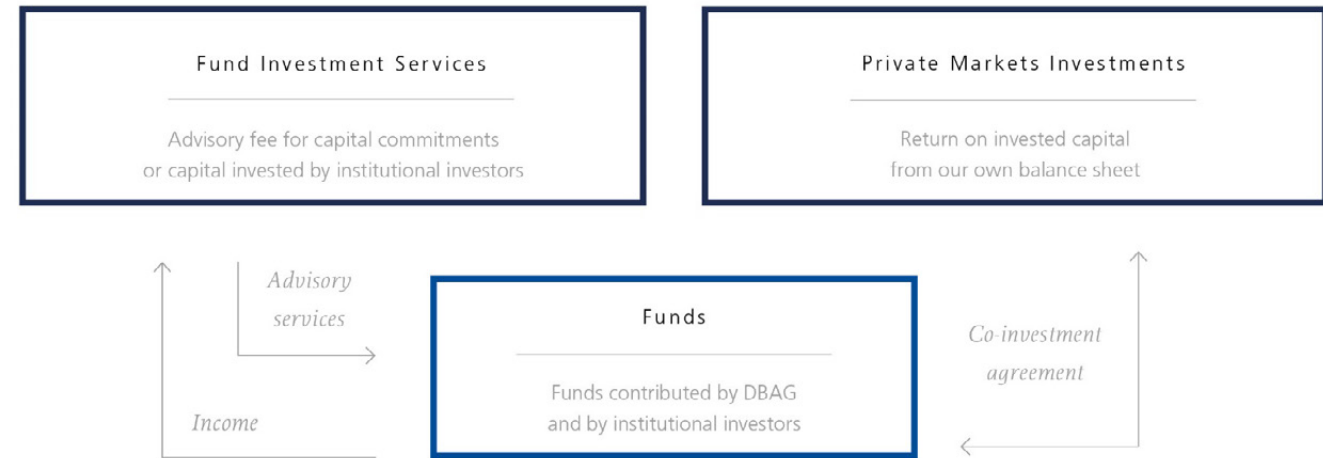 Fund Investment Services
Advisory fee for capital commitments
or capital invested by institutional investors
Private Markets Investments
Return on invested capital
from our own balance sheet
Advisory
services
Income
Funds
Funds contributed by DBAG
and by institutional investors
Co-investment
agreement